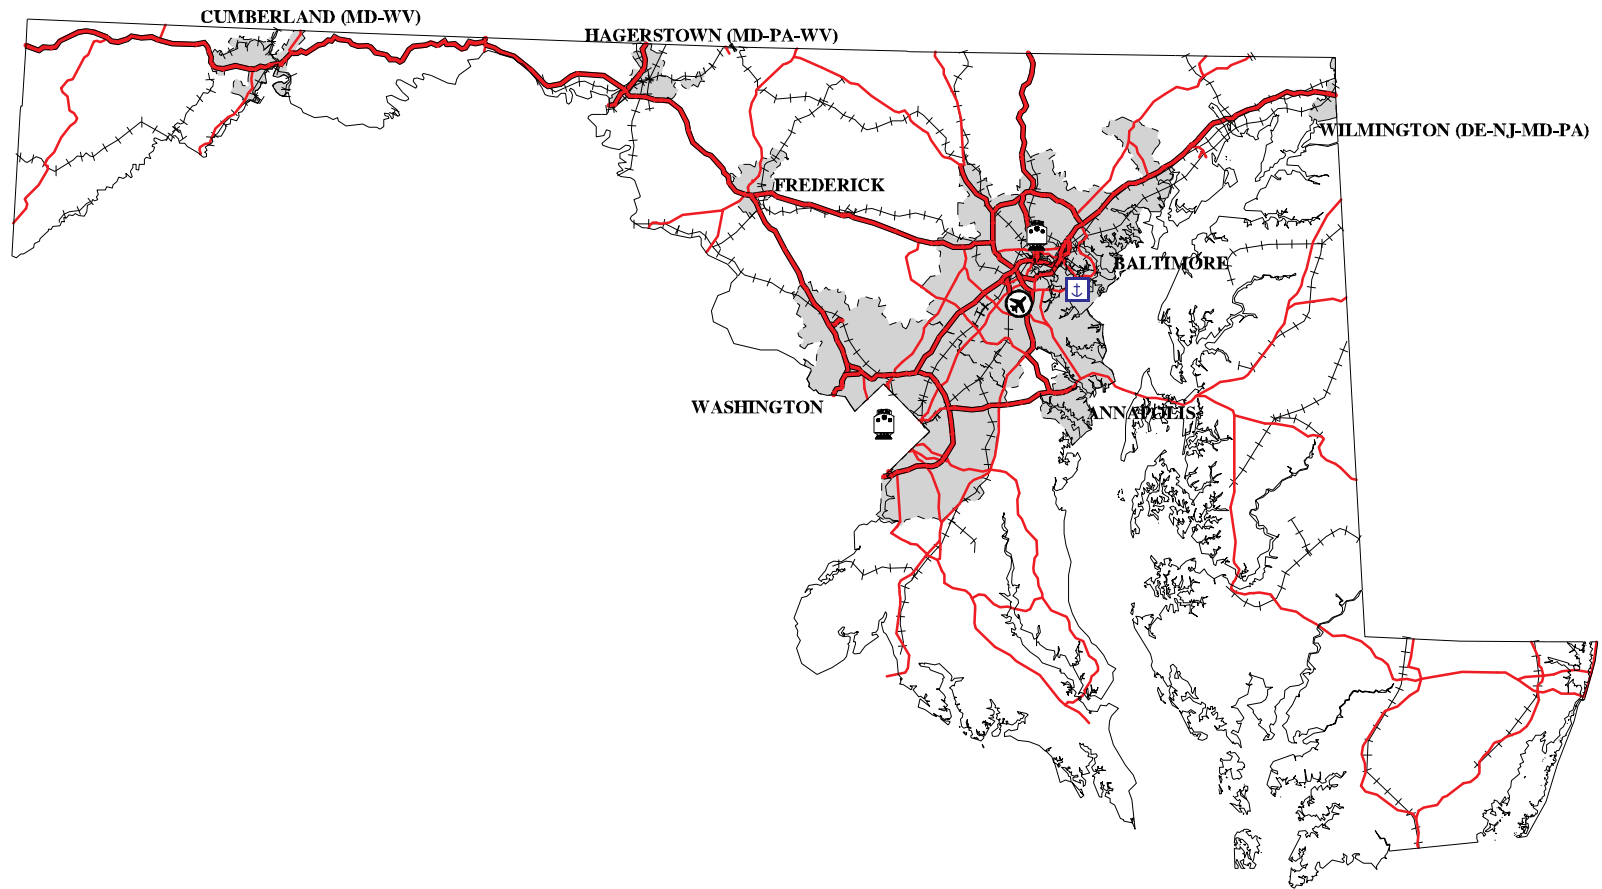 CUMBERLAND (MD-WV)
HAGERSTOWN (MD-PA-WV)
WILMINGTON (DE-NJ-MD-PA)
FREDERICK
BALTIMORE
WASHINGTON
ANNAPOLIS